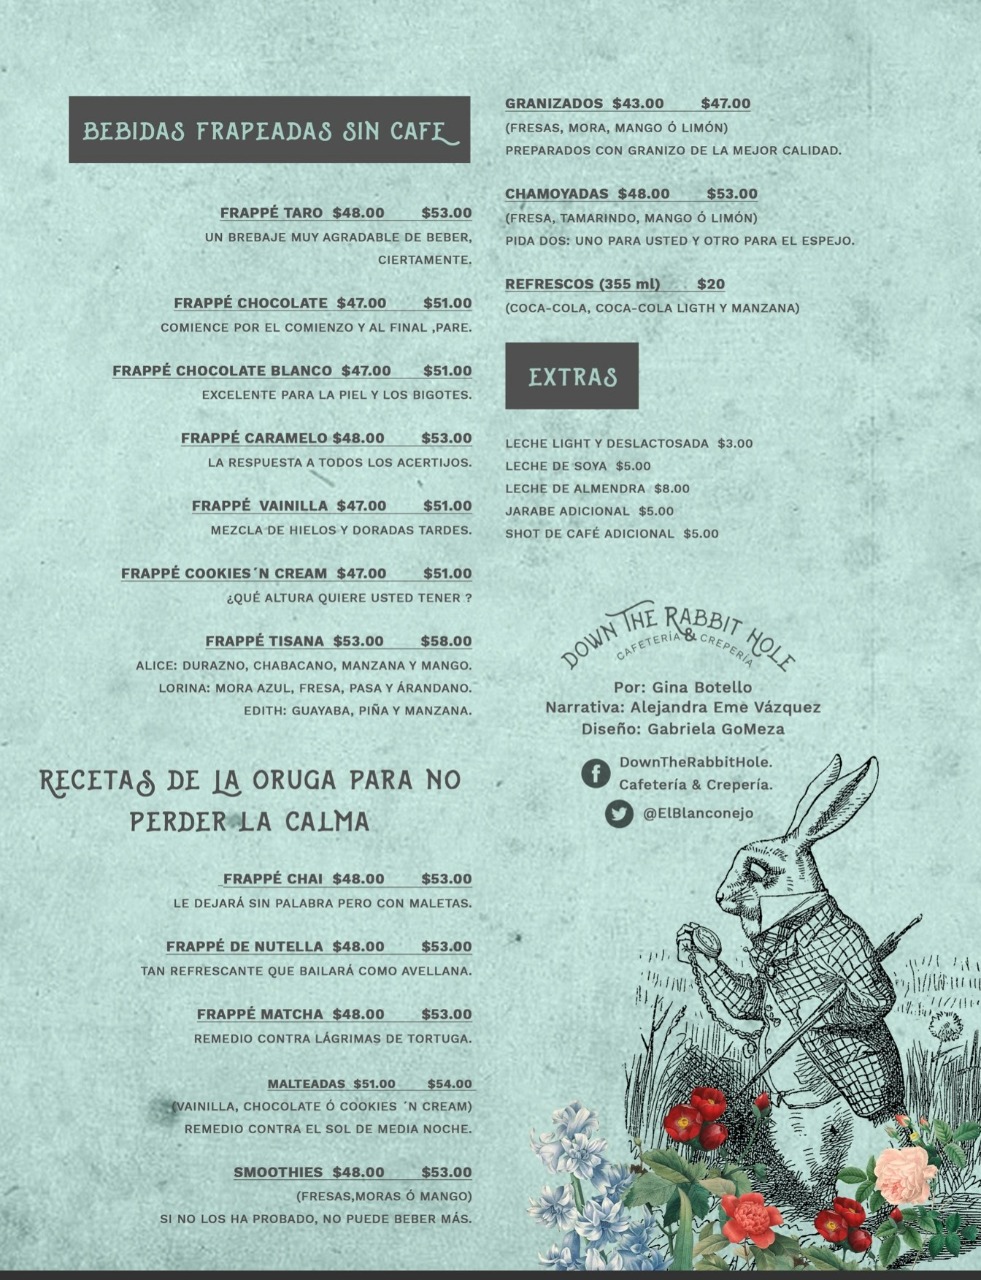 BEBIDAS FRAPEADAS SIN CAFE
FRAPPÉ TARO $48.00 $53.00
UN BREBAJE MUY AGRADABLE DE BEBER,
CIERTAMENTE.
FRAPPÉ CHOCOLATE $47.00 $51.00
COMIENCE POR EL COMIENZO Y AL FINAL ,PARE.
FRAPPÉ CHOCOLATE BLANCO $47.00 $51.00
EXCELENTE PARA LA PIEL Y LOS BIGOTES.
FRAPPÉ CARAMELO $48.00 $53.00
LA RESPUESTA A TODOS LOS ACERTIJOS.
FRAPPÉ VAINILLA $47.00 $51.00
MEZCLA DE HIELOS Y DORADAS TARDES.
FRAPPÉ COOKIES´N CREAM $47.00 $51.00
¿QUÉ ALTURA QUIERE USTED TENER ?
FRAPPÉ TISANA $53.00 $58.00
ALICE: DURAZNO, CHABACANO, MANZANA Y MANGO.
LORINA: MORA AZUL, FRESA, PASA Y ÁRANDANO.
EDITH: GUAYABA, PIÑA Y MANZANA.
RECETAS DE LA ORUGA PARA NO
PERDER LA CALMA
FRAPPÉ CHAI $48.00 $53.00
LE DEJARÁ SIN PALABRA PERO CON MALETAS.
FRAPPÉ DE NUTELLA $48.00 $53.00
TAN REFRESCANTE QUE BAILARÁ COMO AVELLANA.
FRAPPÉ MATCHA $48.00 $53.00
REMEDIO CONTRA LÁGRIMAS DE TORTUGA.
MALTEADAS $51.00 $54.00
(VAINILLA, CHOCOLATE Ó COOKIES ´N CREAM)
REMEDIO CONTRA EL SOL DE MEDIA NOCHE.
SMOOTHIES $48.00 $53.00
(FRESAS,MORAS Ó MANGO)
SI NO LOS HA PROBADO, NO PUEDE BEBER MÁS.
GRANIZADOS $43.00 $47.00
(FRESAS, MORA, MANGO Ó LIMÓN)
PREPARADOS CON GRANIZO DE LA MEJOR CALIDAD.
CHAMOYADAS $48.00 $53.00
(FRESA, TAMARINDO, MANGO Ó LIMÓN)
PIDA DOS: UNO PARA USTED Y OTRO PARA EL ESPEJO.
REFRESCOS (355 ml) $20
(COCA-COLA, COCA-COLA LIGTH Y MANZANA)
EXTRAS
LECHE LIGHT Y DESLACTOSADA $3.00
LECHE DE SOYA $5.00
LECHE DE ALMENDRA $8.00
JARABE ADICIONAL $5.00
SHOT DE CAFÉ ADICIONAL $5.00
DOWN THE RABBIT HOLE
CAFETERÍA & CREPERÍA
Por: Gina Botello
Narrativa: Alejandra Eme Vázquez
Diseño: Gabriela GoMeza
DownTheRabbitHole.
Cafetería & Crepería.
@ElBlanconejo